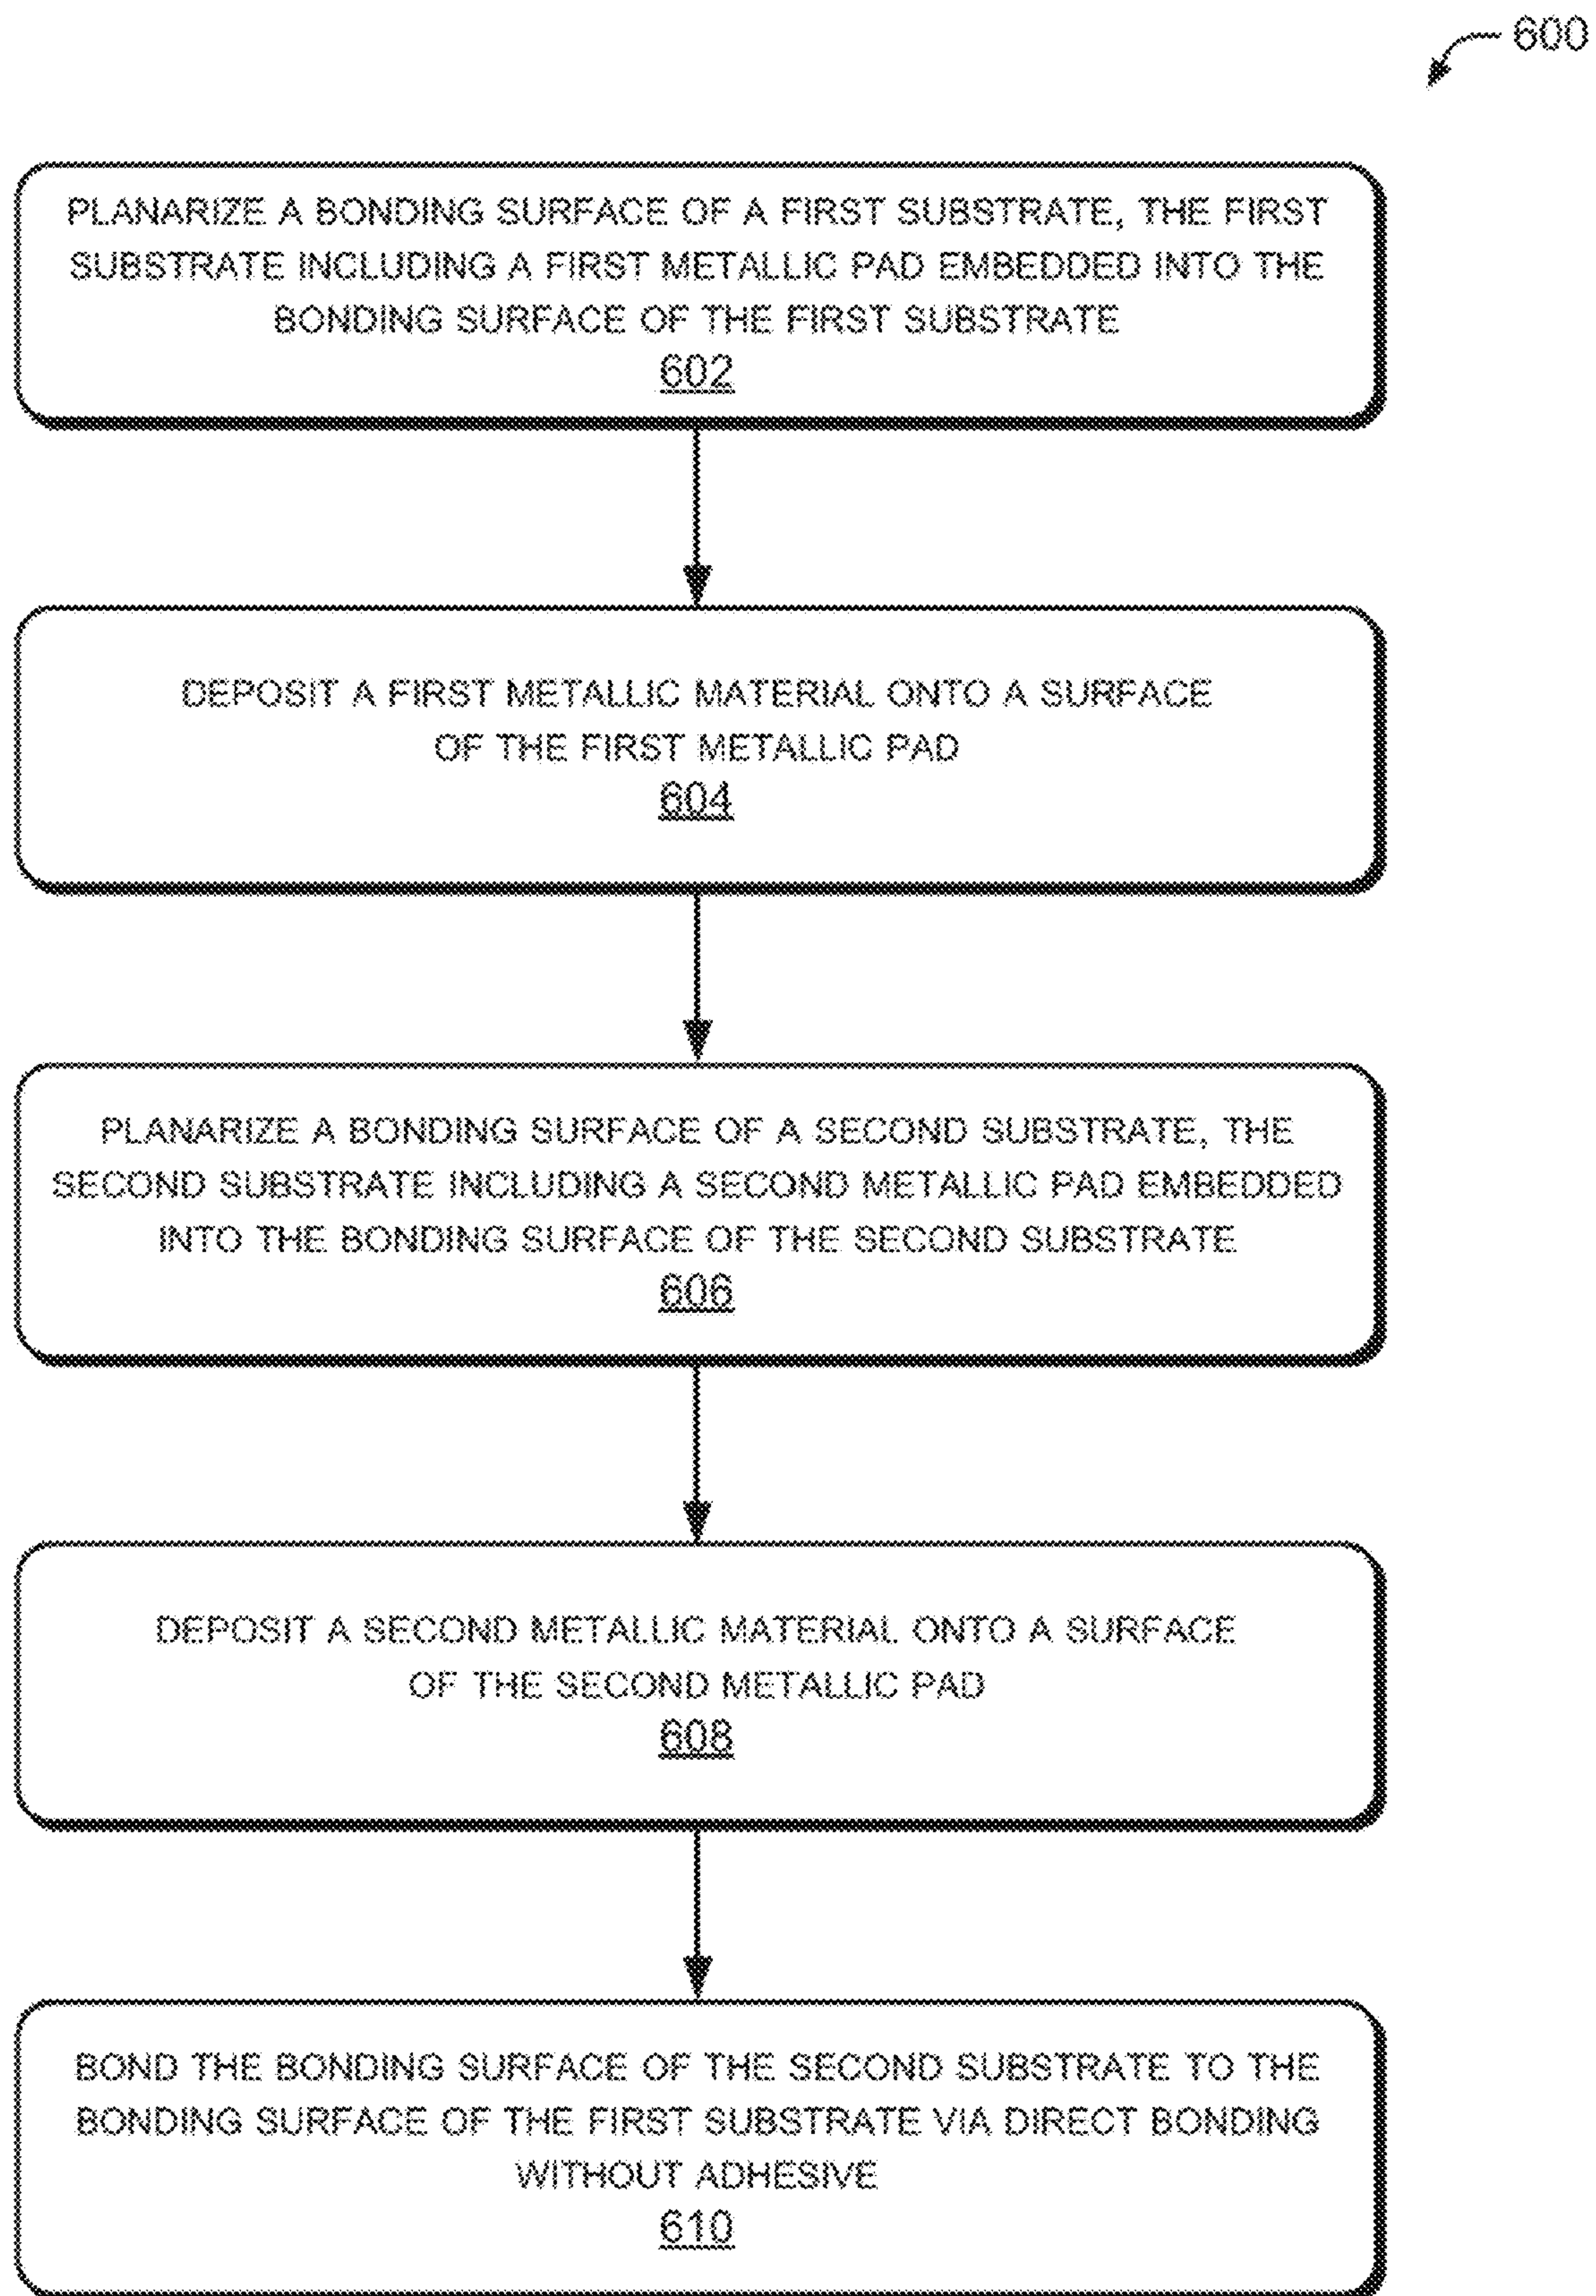 600
PLANARIZE A BONDING SURFACE OF A FIRST SUBSTRATE, THE FIRST
SUBSTRATE INCLUDING A FIRST METALLIC PAD EMBEDDED INTO THE
BONDING SURFACE OF THE FIRST SUBSTRATE
602
DEPOSIT A FIRST METALLIC MATERIAL ONTO A SURFACE
OF THE FIRST METALLIC PAD
604
PLANARIZE A BONDING SURFACE OF A SECOND SUBSTRATE, THE
SECOND SUBSTRATE INCLUDING A SECOND METALLIC PAD EMBEDDED
INTO THE BONDING SURFACE OF THE SECOND SUBSTRATE
606
DEPOSIT A SECOND METALLIC MATERIAL ONTO A SURFACE
OF THE SECOND METALLIC PAD
608
BOND THE BONDING SURFACE OF THE SECOND SUBSTRATE TO THE
BONDING SURFACE OF THE FIRST SUBSTRATE VIA DIRECT BONDING
WITHOUT ADHESIVE
610